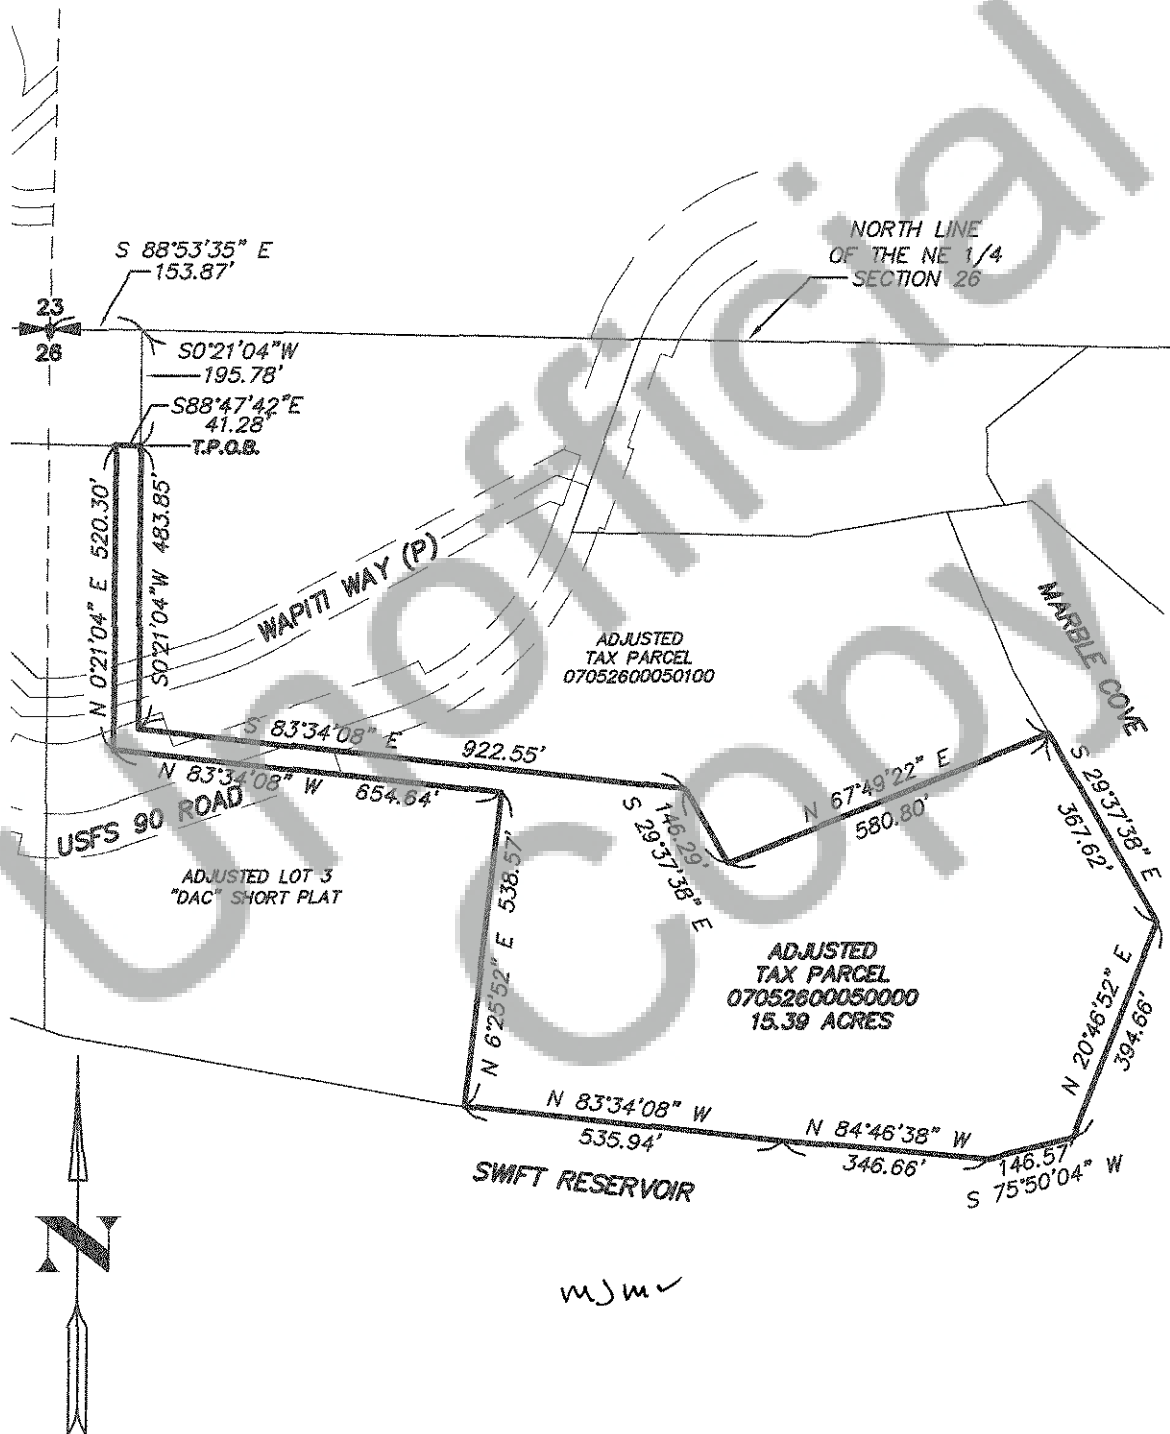 S 88°53'35" E
153.87'
NORTH LINE
OF THE NE 1/4
SECTION 26
23
26
S0°21'04"W
195.78'
S88°47'42"E
41.28'
T.P.O.B.
N 0°21'04" E 520.30'
S0°21'04"W 483.85'
WAPITI WAY (P)
MARBLE COVE
ADJUSTED
TAX PARCEL
07052600050100
S 83°34'08" E
922.55'
N 83°34'08" W
654.64'
USFS 90 ROAD
ADJUSTED LOT 3
"DAC" SHORT PLAT
146.29'
S 29°37'38" E
N 67°49'22" E
580.80'
S 29°37'38" E
367.62'
N 6°25'52" E 538.57'
ADJUSTED
TAX PARCEL
07052600050000
15.39 ACRES
N 20°46'52" E
394.66'
N 83°34'08" W
535.94'
N 84°46'38" W
346.66'
146.57'
S 75°50'04" W
SWIFT RESERVOIR
N
Unofficial
Copy